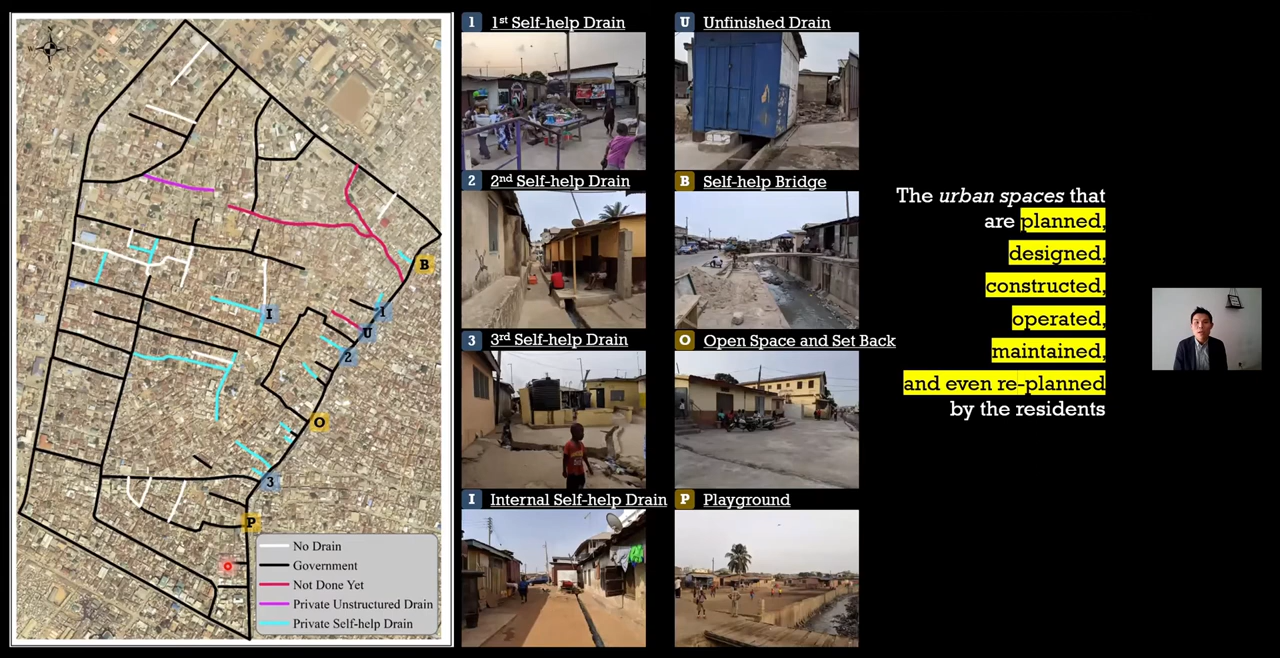 N
W
E
S
B
I
1
U
2
O
3
P
No Drain
Government
Not Done Yet
Private Unstructured Drain
Private Self-help Drain
1 1st Self-help Drain
2 2nd Self-help Drain
3 3rd Self-help Drain
I Internal Self-help Drain
U Unfinished Drain
B Self-help Bridge
O Open Space and Set Back
P Playground
The urban spaces that
are planned,
designed,
constructed,
operated,
maintained,
and even re-planned
by the residents